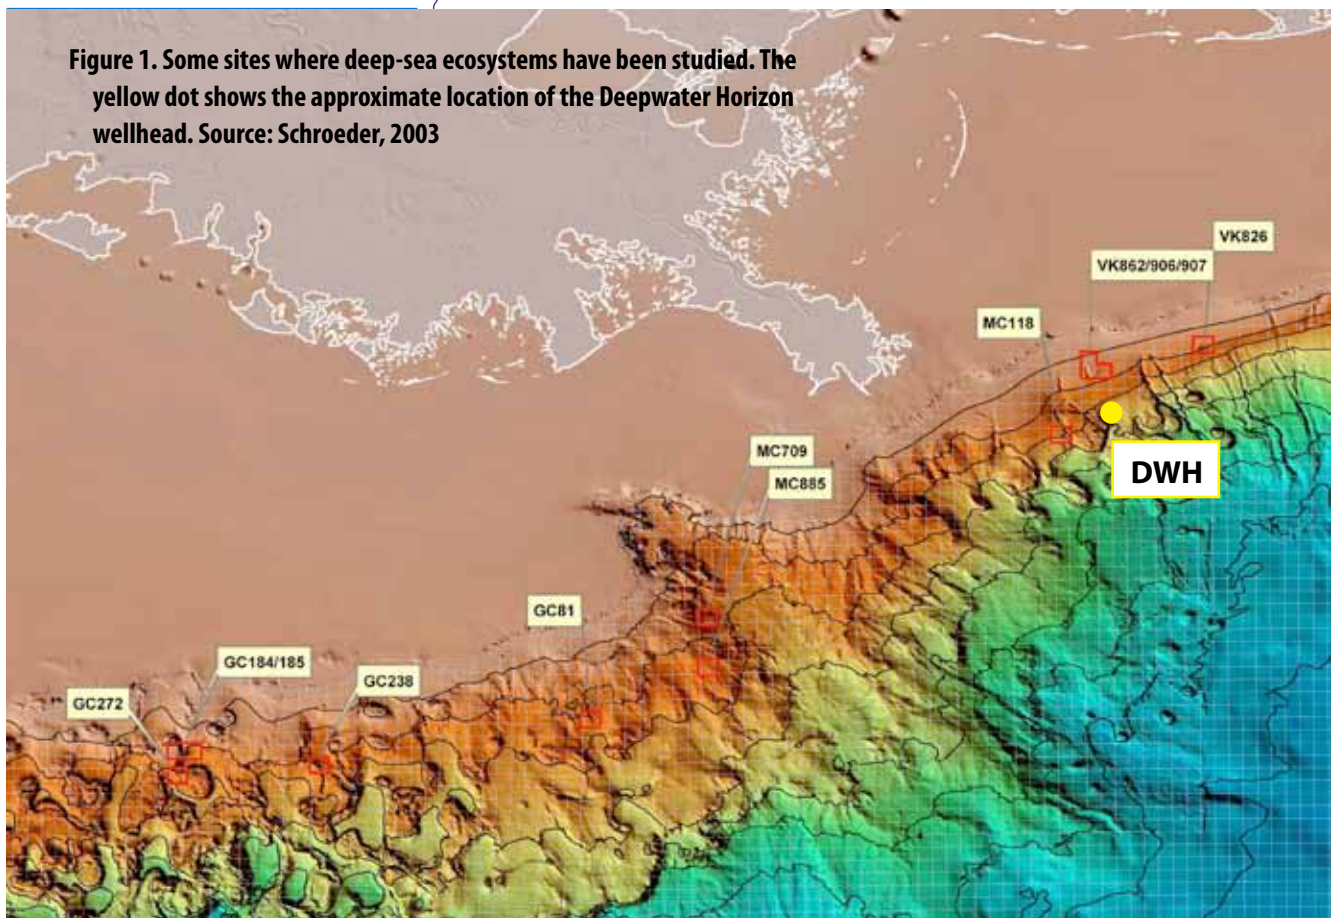 Figure 1. Some sites where deep-sea ecosystems have been studied. The
yellow dot shows the approximate location of the Deepwater Horizon
wellhead. Source: Schroeder, 2003
VK826
VK862/906/907
MC118
MC709
DWH
MC885
GC81
GC184/185
GC238
GC272